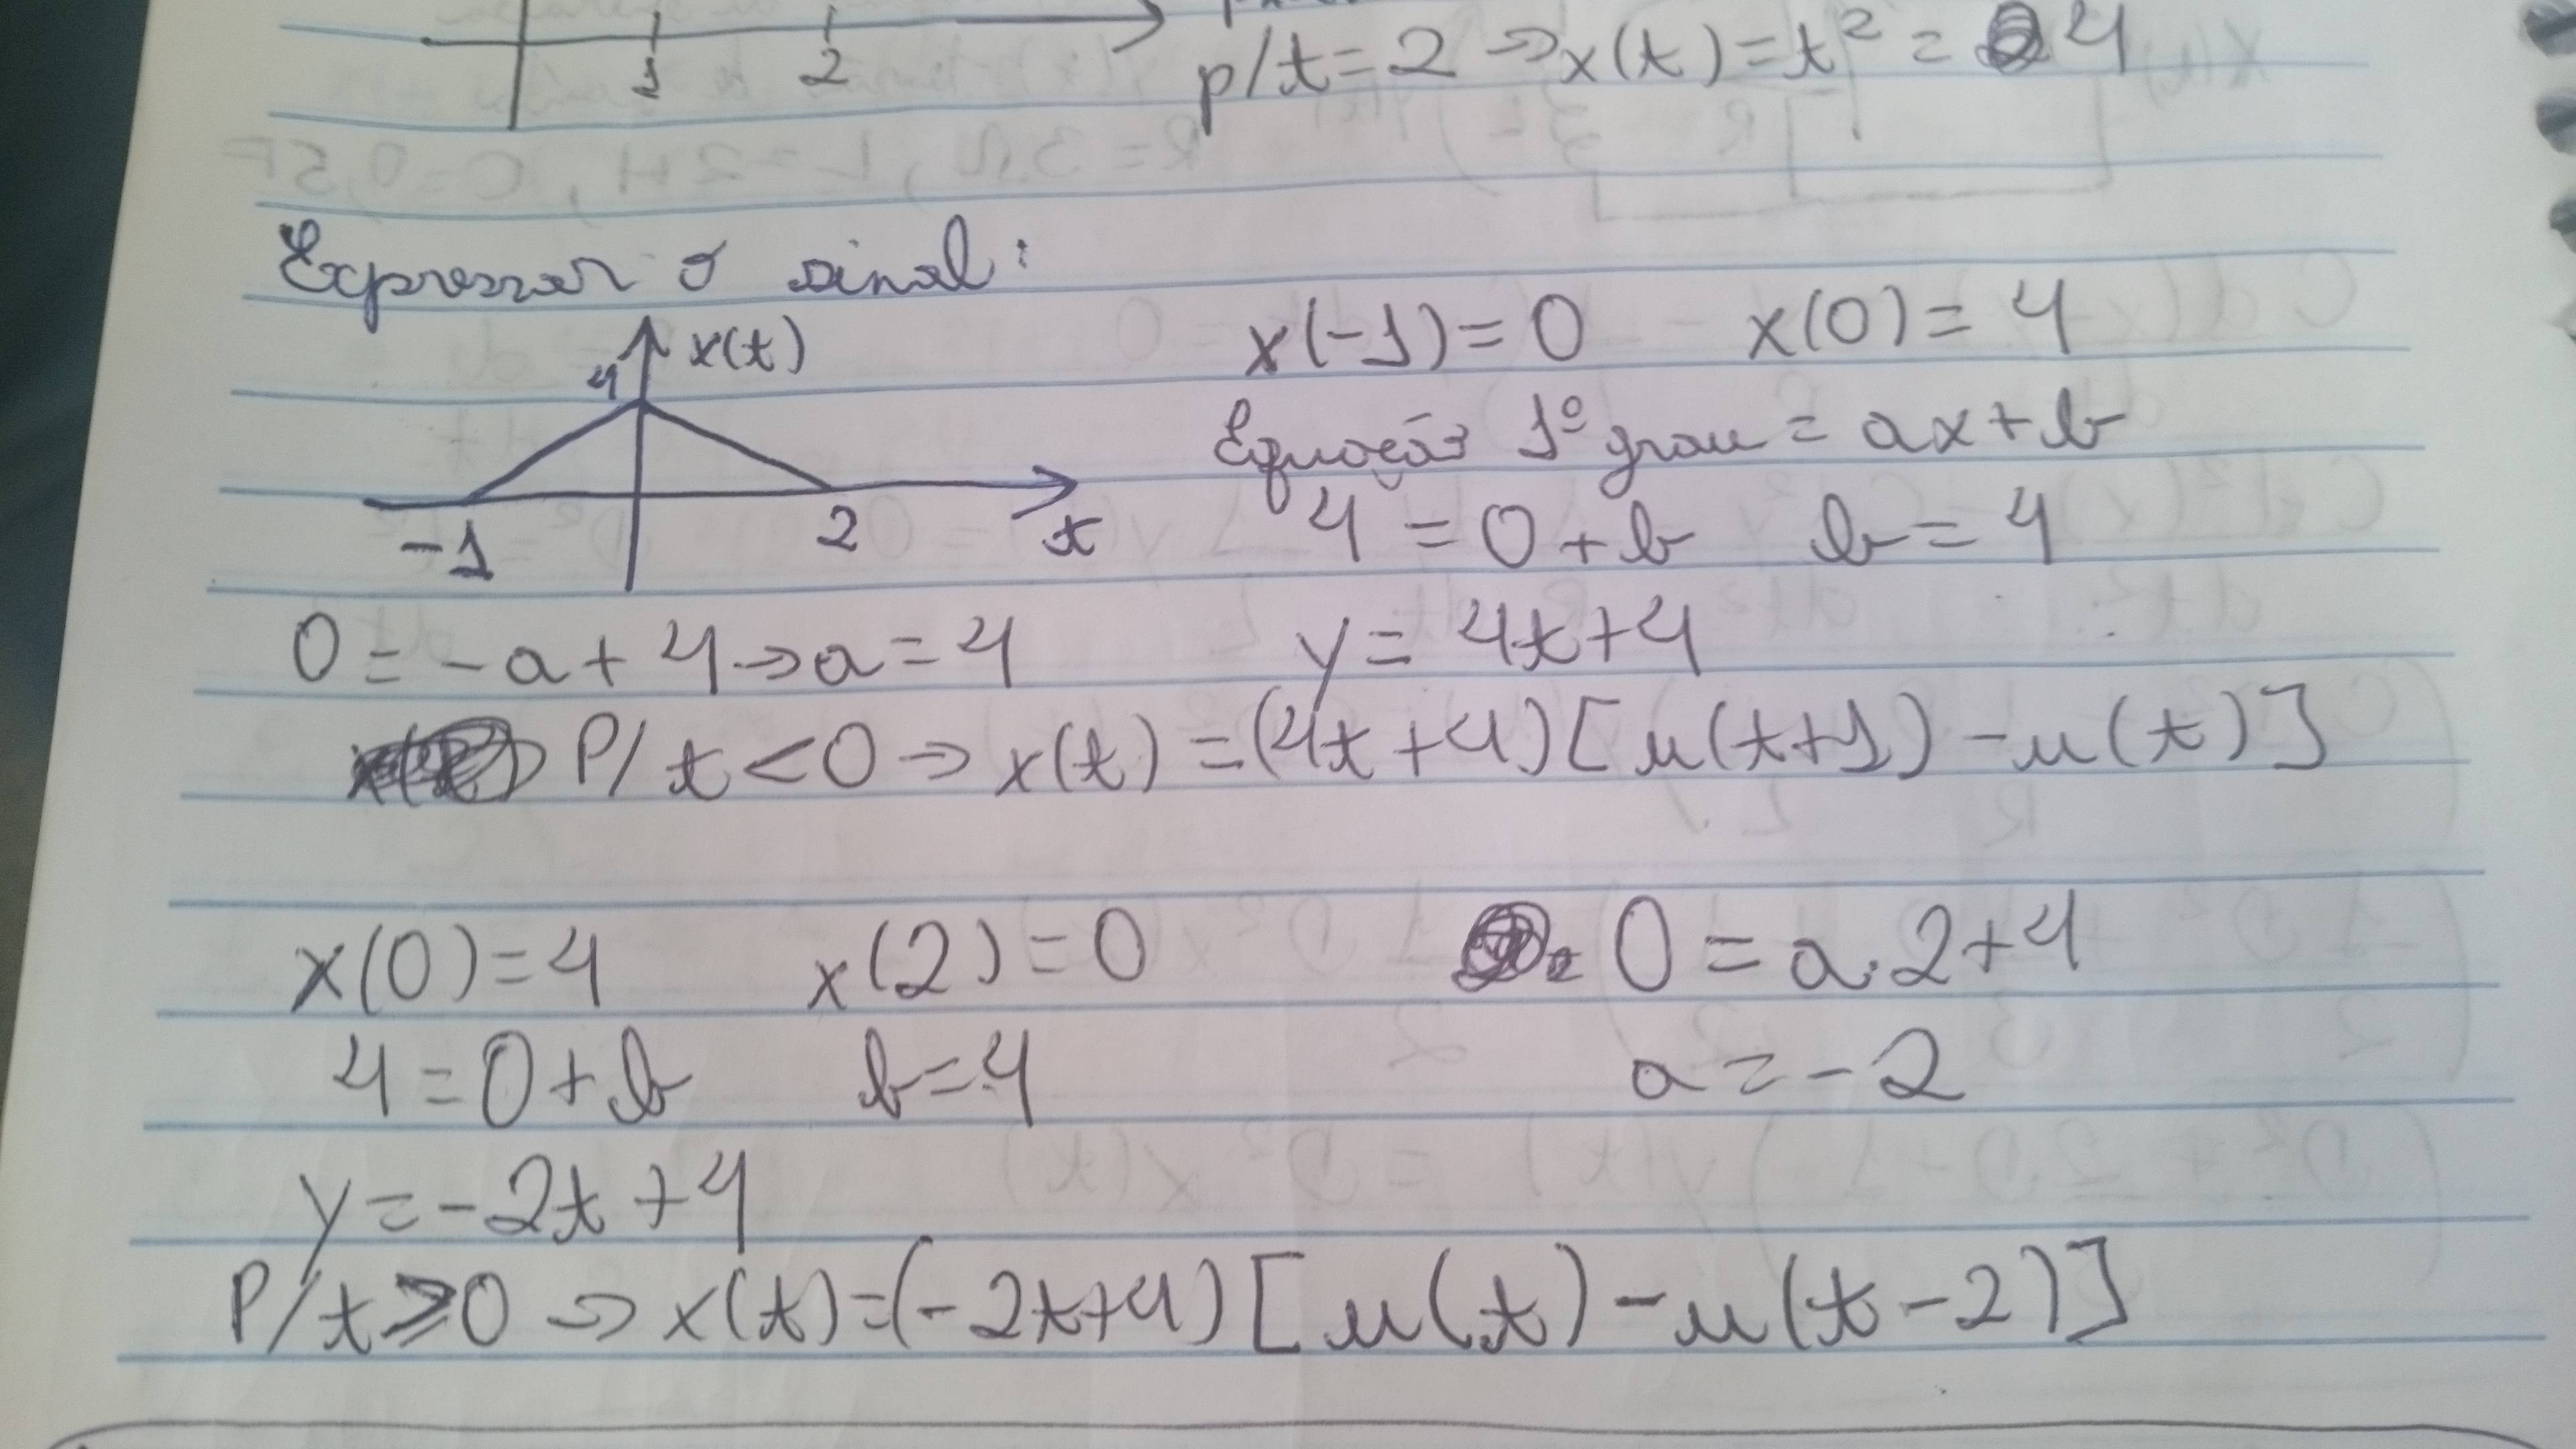 1 2
p/t=2 → x(t)=t² = 4
Expressar o sinal:
4 x(t)
-1 2 t
x(-1)=0 x(0)=4
Equação 1º grau = ax+b
4 = 0+b b=4
0 = -a+4 → a=4 y= 4t+4
P/ t<0 → x(t) =(4t+4)[u(t+1)-u(t)]
x(0)=4 x(2)=0 0=a.2+4
4=0+b b=4 a=-2
y=-2t+4
P/t≥0 → x(t)=(-2t+4)[u(t)-u(t-2)]